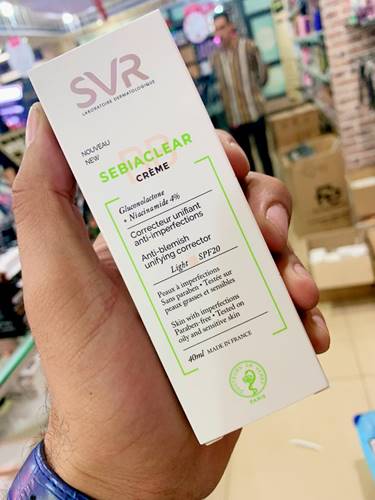 SVR
LABORATOIRE DERMATOLOGIQUE
NOUVEAU
NEW
BB
SEBIACLEAR
CRÈME
Gluconolactone
+ Niacinamide 4%
Correcteur unifiant
anti-imperfections
Anti-blemish
unifying corrector
Light SPF20
Peaux à imperfections
Sans paraben • Testée sur
peaux grasses et sensibles
Skin with imperfections
Paraben-free • Tested on
oily and sensitive skin
40ml MADE IN FRANCE
PARIS